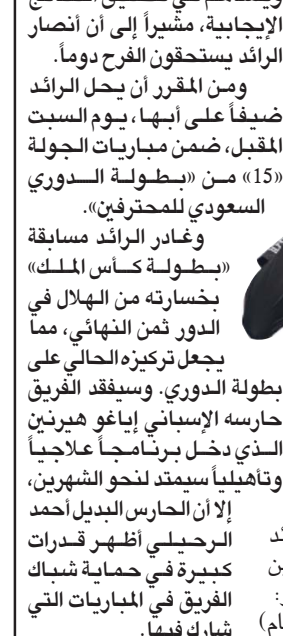 الإيجابية، مشيراً إلى أن أنصار
الرائد يستحقون الفرح دوماً.
ومن المقرر أن يحل الرائد
ضيفاً على أبها، يوم السبت
المقبل، ضمن مباريات الجولة
«15» من «بطولة الدوري
السعودي للمحترفين».
وغادر الرائد مسابقة
«بطولة كأس الملك»
بخسارته من الهلال في
الدور ثمن النهائي، مما
يجعل تركيزه الحالي على
بطولة الدوري. وسيفقد الفريق
حارسه الإسباني إياغو هيرنين
الذي دخل برنامجاً علاجياً
وتأهيلياً سيمتد لنحو الشهرين،
إلا أن الحارس البديل أحمد
الرحيلي أظهر قدرات
كبيرة في حماية شباك
الفريق في المباريات التي
شارك فيها.